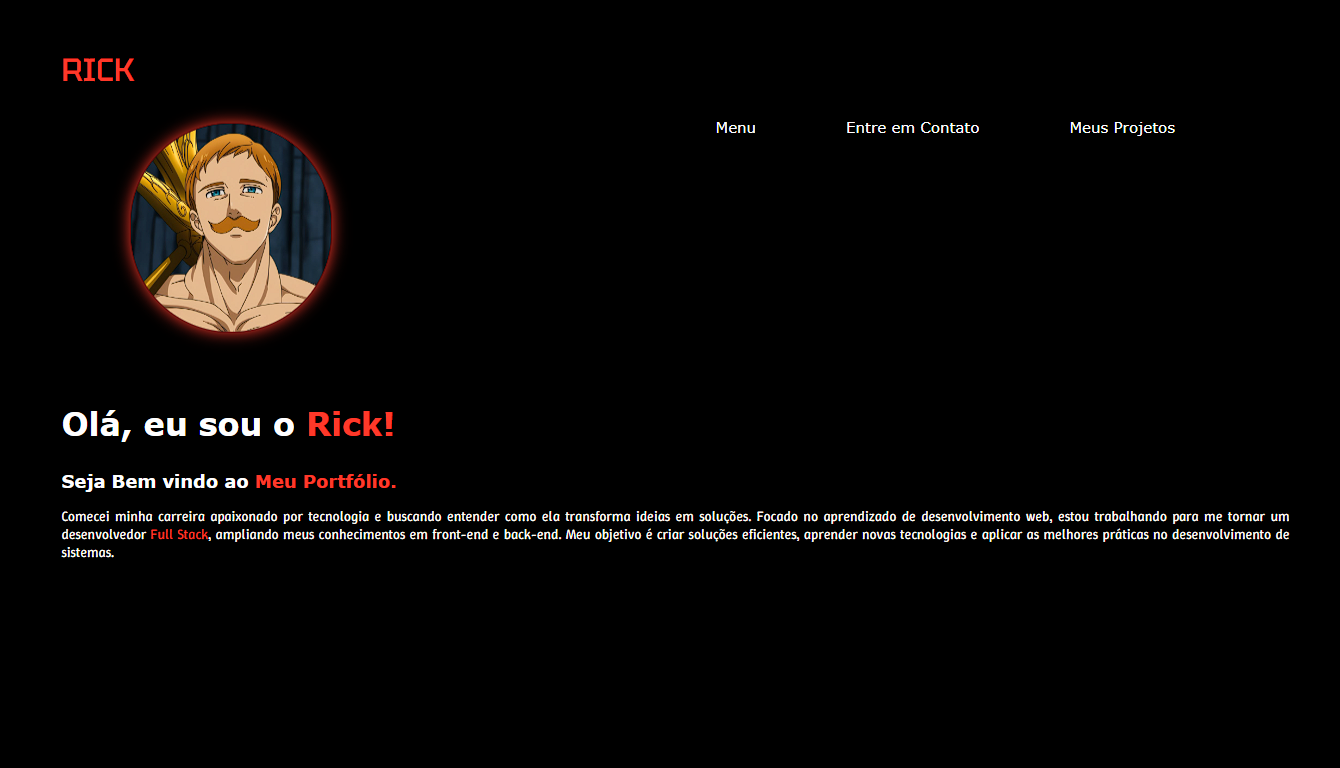 RICK
Menu
Entre em Contato
Meus Projetos
Olá, eu sou o Rick!
Seja Bem vindo ao Meu Portfólio.
Comecei minha carreira apaixonado por tecnologia e buscando entender como ela transforma ideias em soluções. Focado no aprendizado de desenvolvimento web, estou trabalhando para me tornar um
desenvolvedor Full Stack, ampliando meus conhecimentos em front-end e back-end. Meu objetivo é criar soluções eficientes, aprender novas tecnologias e aplicar as melhores práticas no desenvolvimento de
sistemas.